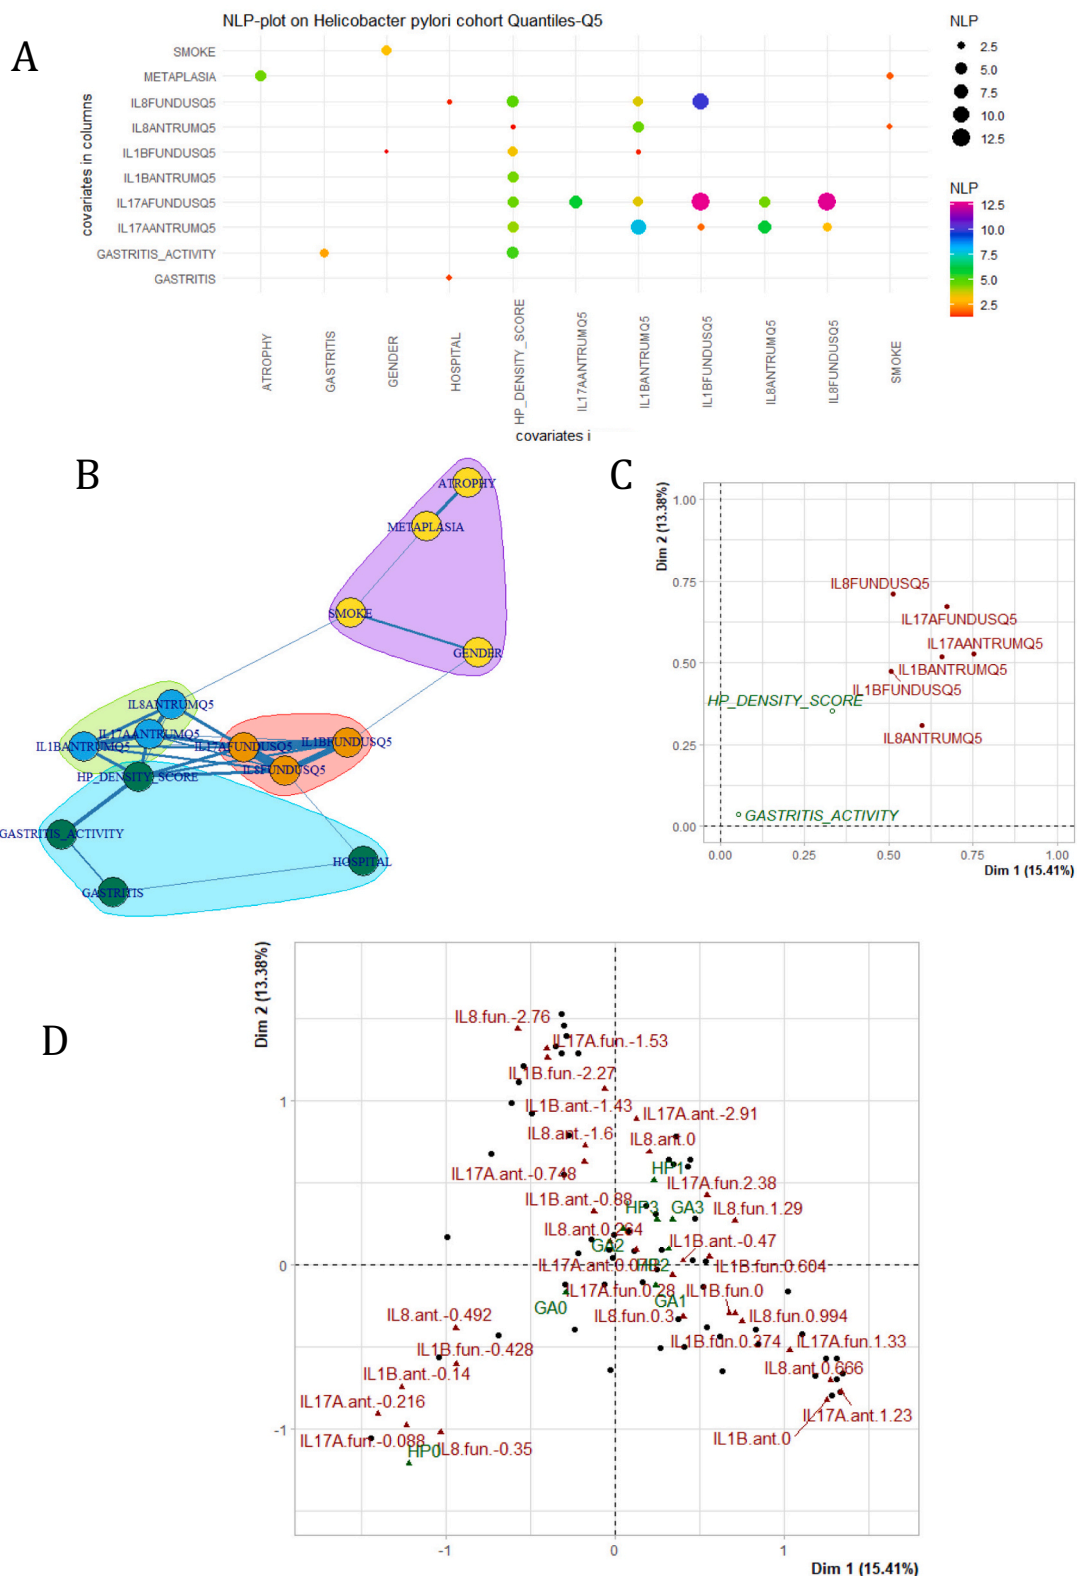 A
NLP-plot on Helicobacter pylori cohort Quantiles-Q5
covariates in columns
SMOKE
METAPLASIA
IL8FUNDUSQ5
IL8ANTRUMQ5
IL1BFUNDUSQ5
IL1BANTRUMQ5
IL17AFUNDUSQ5
IL17AANTRUMQ5
GASTRITIS_ACTIVITY
GASTRITIS
ATROPHY
GASTRITIS
GENDER
HOSPITAL
HP_DENSITY_SCORE
IL17AANTRUMQ5
IL1BANTRUMQ5
IL1BFUNDUSQ5
IL8ANTRUMQ5
IL8FUNDUSQ5
SMOKE
covariates i
NLP
2.5
5.0
7.5
10.0
12.5
NLP
12.5
10.0
7.5
5.0
2.5
B
ATROPHY
METAPLASIA
SMOKE
GENDER
IL8ANTRUMQ5
IL17AANTRUMQ5
IL1BANTRUMQ5
IL17AFUNDUSQ5
IL1BFUNDUSQ5
IL8FUNDUSQ5
HP_DENSITY_SCORE
GASTRITIS_ACTIVITY
HOSPITAL
GASTRITIS
C
Dim 2 (13.38%)
1.00
0.75
0.50
0.25
0.00
IL8FUNDUSQ5
IL17AFUNDUSQ5
IL17AANTRUMQ5
IL1BANTRUMQ5
IL1BFUNDUSQ5
HP_DENSITY_SCORE
IL8ANTRUMQ5
GASTRITIS_ACTIVITY
0.00 0.25 0.50 0.75 1.00
Dim 1 (15.41%)
D
Dim 2 (13.38%)
1
0
-1
IL8.fun.-2.76
IL17A.fun.-1.53
IL1B.fun.-2.27
IL1B.ant.-1.43
IL17A.ant.-2.91
IL8.ant.-1.6
IL8.ant.0
IL17A.ant.-0.748
HP1
IL17A.fun.2.38
IL1B.ant.-0.88
HP3
GA3
IL8.fun.1.29
IL8.ant.0.264
GA2
IL1B.ant.-0.47
HP2
IL1B.fun.0.604
IL17A.fun.0.28
IL1B.fun.0
GA0
GA1
IL8.fun.0.3
IL8.fun.0.994
IL8.ant.-0.492
IL1B.fun.-0.428
IL1B.fun.0.274
IL17A.fun.1.33
IL1B.ant.-0.14
IL8.ant.0.666
IL17A.ant.-0.216
IL17A.ant.1.23
IL17A.fun.-0.088
IL1B.ant.0
HP0
IL8.fun.-0.35
-1 0 1
Dim 1 (15.41%)